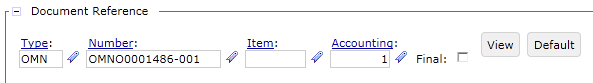 Document Reference
Type: Number: Item: Accounting:
OMN OMNO0001486-001 1 Final: View Default